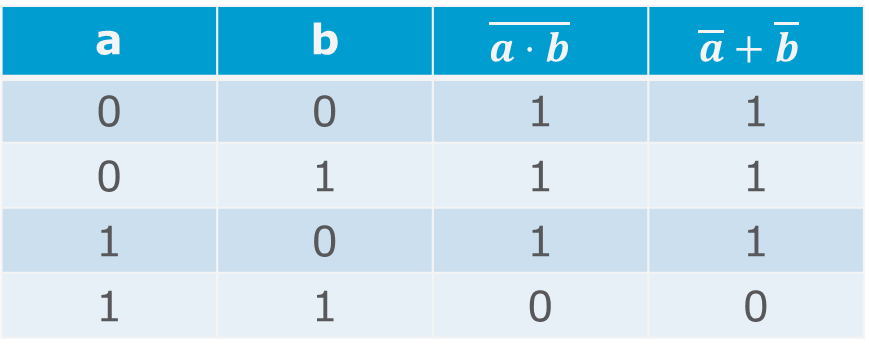 a b a̅ ̅·̅ ̅b̅ a̅ + b̅
0 0 1 1
0 1 1 1
1 0 1 1
1 1 0 0